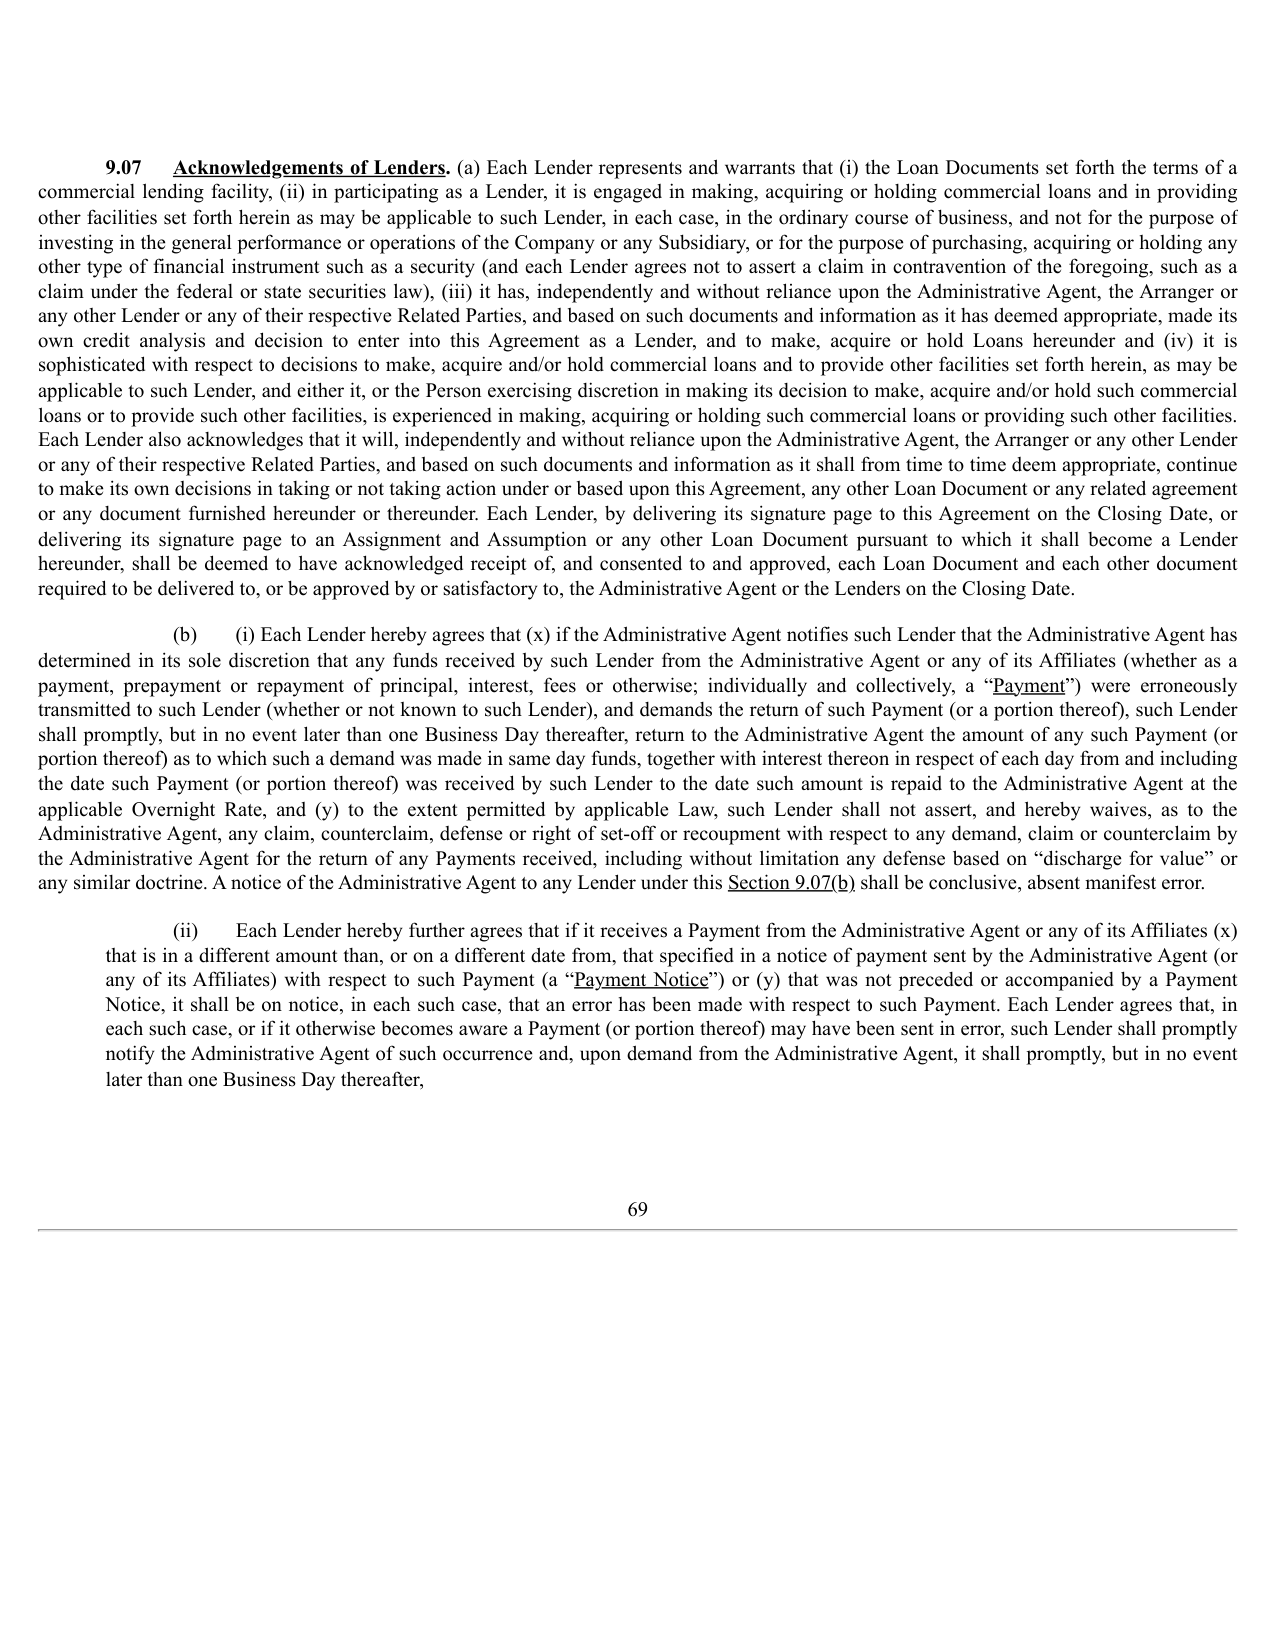 9.07 Acknowledgements of Lenders. (a) Each Lender represents and warrants that (i) the Loan Documents set forth the terms of a
commercial lending facility, (ii) in participating as a Lender, it is engaged in making, acquiring or holding commercial loans and in providing
other facilities set forth herein as may be applicable to such Lender, in each case, in the ordinary course of business, and not for the purpose of
investing in the general performance or operations of the Company or any Subsidiary, or for the purpose of purchasing, acquiring or holding any
other type of financial instrument such as a security (and each Lender agrees not to assert a claim in contravention of the foregoing, such as a
claim under the federal or state securities law), (iii) it has, independently and without reliance upon the Administrative Agent, the Arranger or
any other Lender or any of their respective Related Parties, and based on such documents and information as it has deemed appropriate, made its
own credit analysis and decision to enter into this Agreement as a Lender, and to make, acquire or hold Loans hereunder and (iv) it is
sophisticated with respect to decisions to make, acquire and/or hold commercial loans and to provide other facilities set forth herein, as may be
applicable to such Lender, and either it, or the Person exercising discretion in making its decision to make, acquire and/or hold such commercial
loans or to provide such other facilities, is experienced in making, acquiring or holding such commercial loans or providing such other facilities.
Each Lender also acknowledges that it will, independently and without reliance upon the Administrative Agent, the Arranger or any other Lender
or any of their respective Related Parties, and based on such documents and information as it shall from time to time deem appropriate, continue
to make its own decisions in taking or not taking action under or based upon this Agreement, any other Loan Document or any related agreement
or any document furnished hereunder or thereunder. Each Lender, by delivering its signature page to this Agreement on the Closing Date, or
delivering its signature page to an Assignment and Assumption or any other Loan Document pursuant to which it shall become a Lender
hereunder, shall be deemed to have acknowledged receipt of, and consented to and approved, each Loan Document and each other document
required to be delivered to, or be approved by or satisfactory to, the Administrative Agent or the Lenders on the Closing Date.
(b) (i) Each Lender hereby agrees that (x) if the Administrative Agent notifies such Lender that the Administrative Agent has
determined in its sole discretion that any funds received by such Lender from the Administrative Agent or any of its Affiliates (whether as a
payment, prepayment or repayment of principal, interest, fees or otherwise; individually and collectively, a “Payment”) were erroneously
transmitted to such Lender (whether or not known to such Lender), and demands the return of such Payment (or a portion thereof), such Lender
shall promptly, but in no event later than one Business Day thereafter, return to the Administrative Agent the amount of any such Payment (or
portion thereof) as to which such a demand was made in same day funds, together with interest thereon in respect of each day from and including
the date such Payment (or portion thereof) was received by such Lender to the date such amount is repaid to the Administrative Agent at the
applicable Overnight Rate, and (y) to the extent permitted by applicable Law, such Lender shall not assert, and hereby waives, as to the
Administrative Agent, any claim, counterclaim, defense or right of set-off or recoupment with respect to any demand, claim or counterclaim by
the Administrative Agent for the return of any Payments received, including without limitation any defense based on “discharge for value” or
any similar doctrine. A notice of the Administrative Agent to any Lender under this Section 9.07(b) shall be conclusive, absent manifest error.
(ii) Each Lender hereby further agrees that if it receives a Payment from the Administrative Agent or any of its Affiliates (x)
that is in a different amount than, or on a different date from, that specified in a notice of payment sent by the Administrative Agent (or
any of its Affiliates) with respect to such Payment (a “Payment Notice”) or (y) that was not preceded or accompanied by a Payment
Notice, it shall be on notice, in each such case, that an error has been made with respect to such Payment. Each Lender agrees that, in
each such case, or if it otherwise becomes aware a Payment (or portion thereof) may have been sent in error, such Lender shall promptly
notify the Administrative Agent of such occurrence and, upon demand from the Administrative Agent, it shall promptly, but in no event
later than one Business Day thereafter,
69